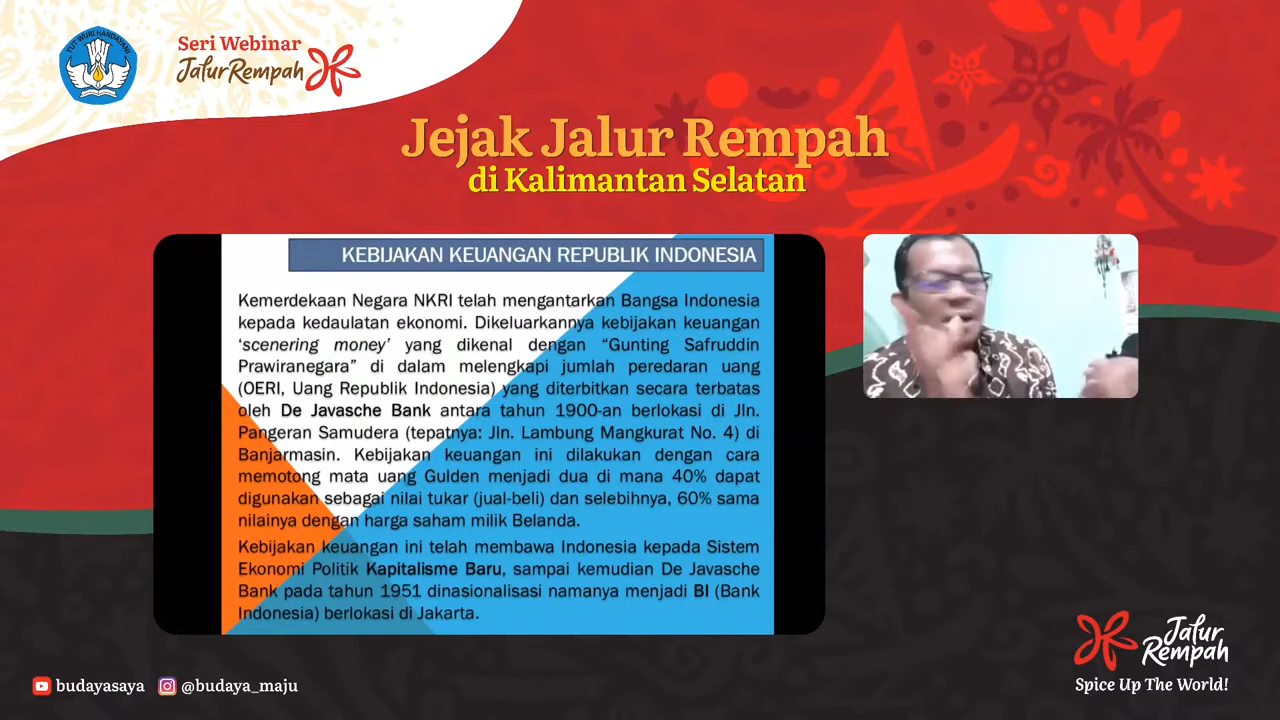 TUT WURI HANDAYANI
Seri Webinar
Jalur Rempah
Jejak Jalur Rempah
di Kalimantan Selatan
KEBIJAKAN KEUANGAN REPUBLIK INDONESIA
Kemerdekaan Negara NKRI telah mengantarkan Bangsa Indonesia
kepada kedaulatan ekonomi. Dikeluarkannya kebijakan keuangan
‘scenering money’ yang dikenal dengan “Gunting Safruddin
Prawiranegara” di dalam melengkapi jumlah peredaran uang
(OERI, Uang Republik Indonesia) yang diterbitkan secara terbatas
oleh De Javasche Bank antara tahun 1900-an berlokasi di Jln.
Pangeran Samudera (tepatnya: Jln. Lambung Mangkurat No. 4) di
Banjarmasin. Kebijakan keuangan ini dilakukan dengan cara
memotong mata uang Gulden menjadi dua di mana 40% dapat
digunakan sebagai nilai tukar (jual-beli) dan selebihnya, 60% sama
nilainya dengan harga saham milik Belanda.
Kebijakan keuangan ini telah membawa Indonesia kepada Sistem
Ekonomi Politik Kapitalisme Baru, sampai kemudian De Javasche
Bank pada tahun 1951 dinasionalisasi namanya menjadi BI (Bank
Indonesia) berlokasi di Jakarta.
Jalur
Rempah
Spice Up The World!
budayasaya
@budaya_maju